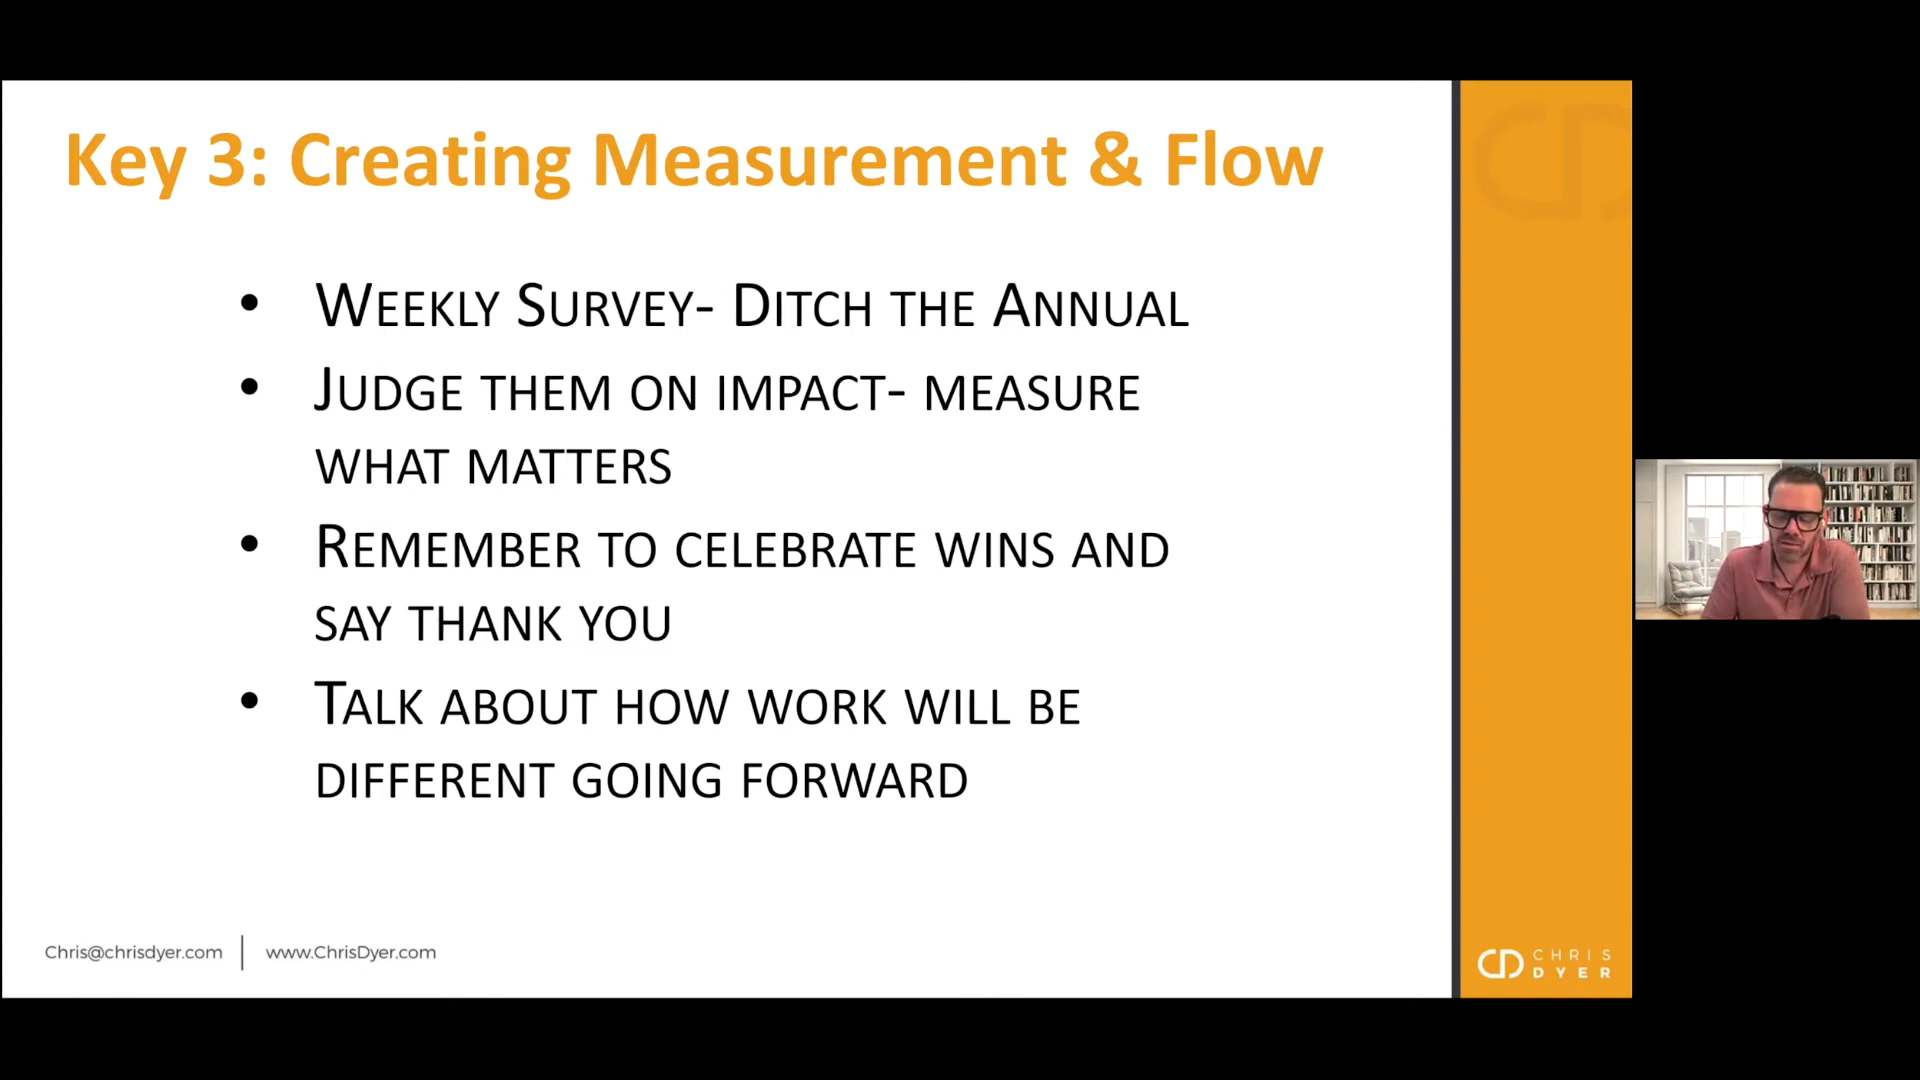 Key 3: Creating Measurement & Flow
• Weekly Survey- Ditch the Annual
• Judge them on impact- measure
what matters
• Remember to celebrate wins and
say thank you
• Talk about how work will be
different going forward
Chris@chrisdyer.com | www.ChrisDyer.com
CD CHRIS
DYER